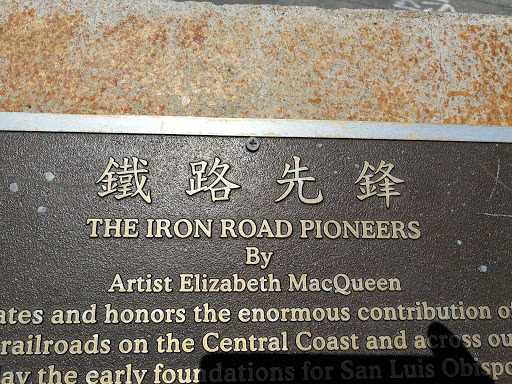 鐵路先鋒
THE IRON ROAD PIONEERS
By
Artist Elizabeth MacQueen
ates and honors the enormous contribution of
railroads on the Central Coast and across ou
lay the early foundations for San Luis Obispo